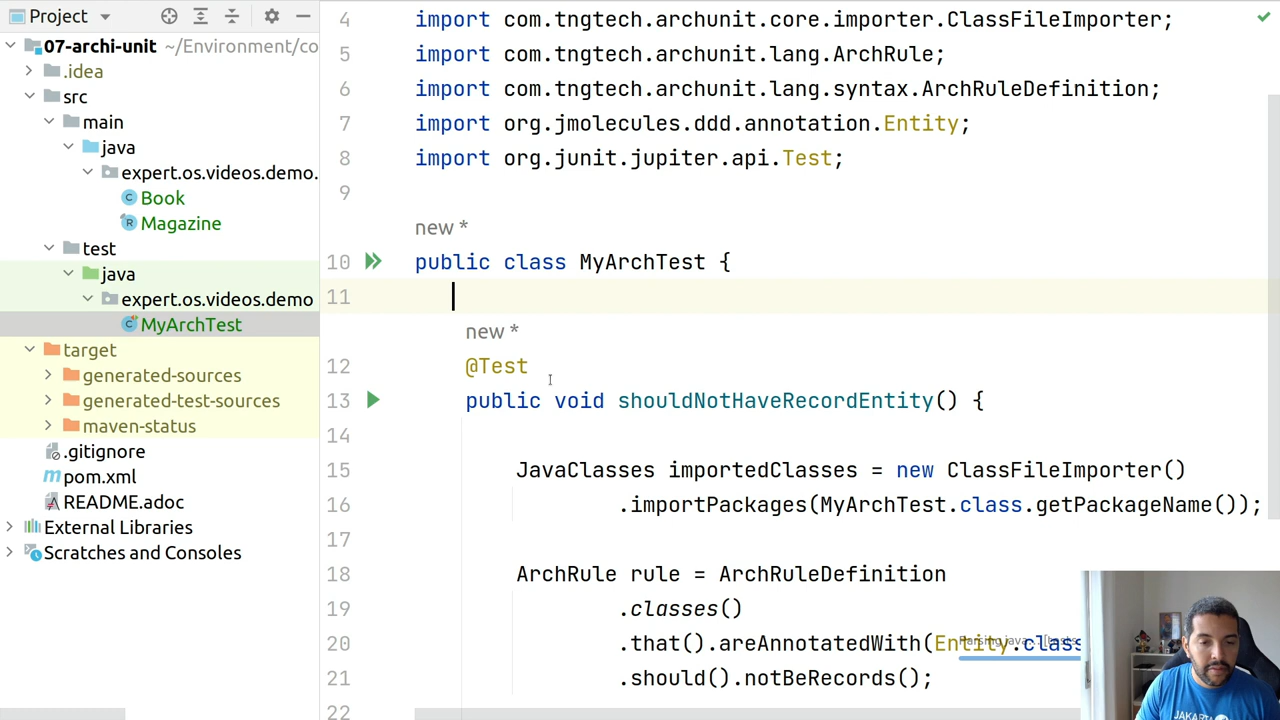 Project
07-archi-unit ~/Environment/co
.idea
src
main
java
expert.os.videos.demo.
Book
Magazine
test
java
expert.os.videos.demo
MyArchTest
target
generated-sources
generated-test-sources
maven-status
.gitignore
pom.xml
README.adoc
External Libraries
Scratches and Consoles
4 import com.tngtech.archunit.core.importer.ClassFileImporter;
5 import com.tngtech.archunit.lang.ArchRule;
6 import com.tngtech.archunit.lang.syntax.ArchRuleDefinition;
7 import org.jmolecules.ddd.annotation.Entity;
8 import org.junit.jupiter.api.Test;
9
new *
10 public class MyArchTest {
11
new *
12 @Test
13 public void shouldNotHaveRecordEntity() {
14
15 JavaClasses importedClasses = new ClassFileImporter()
16 .importPackages(MyArchTest.class.getPackageName());
17
18 ArchRule rule = ArchRuleDefinition
19 .classes()
20 .that().areAnnotatedWith(Entity.class
21 .should().notBeRecords();
22
Parsing java...
JAKARTA